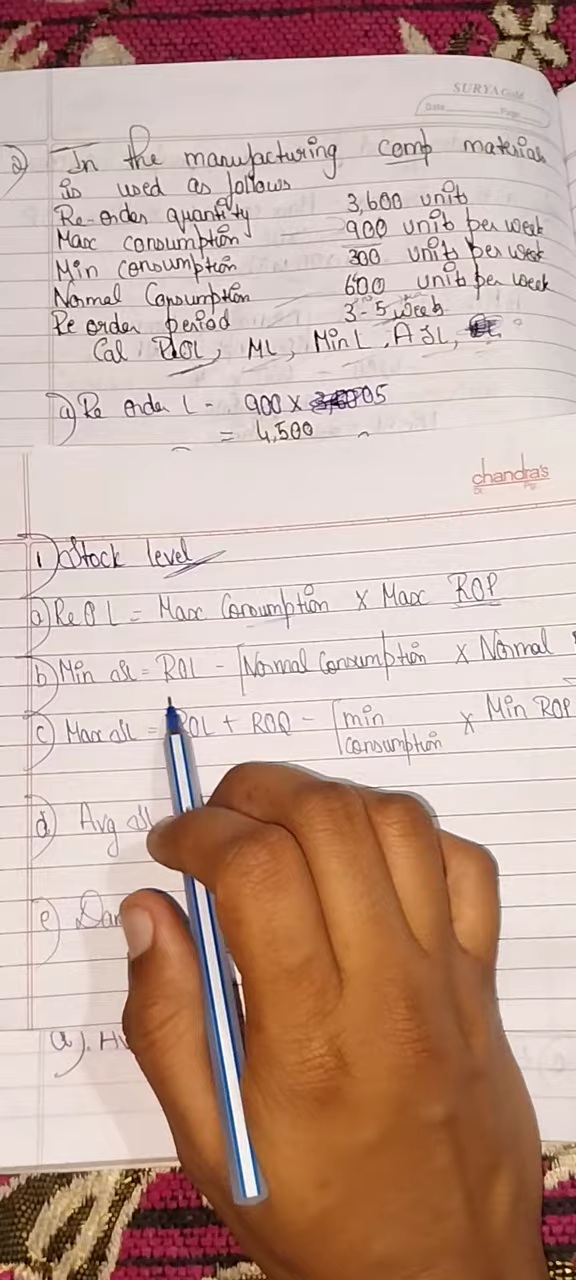 SURYA Gold
Date Page
2) In the manufacturing comp material
is used as follows
Re-order quantity 3,600 units
Max consumption 900 units per week
Min consumption 300 units per week
Normal Consumption 600 units per week
Re order period 3-5 week
Cal ROL, ML, Min L, ASL,
a) Re order L - 900 × 05
= 4,500
chandra's
1) Stock level
a) Re O L = Max Consumption × Max ROP
b) Min SL = ROL - [Normal Consumption × Normal
c) Max SL = ROL + ROQ - [min consumption × Min ROP
d) Avg
e) Dan
a).